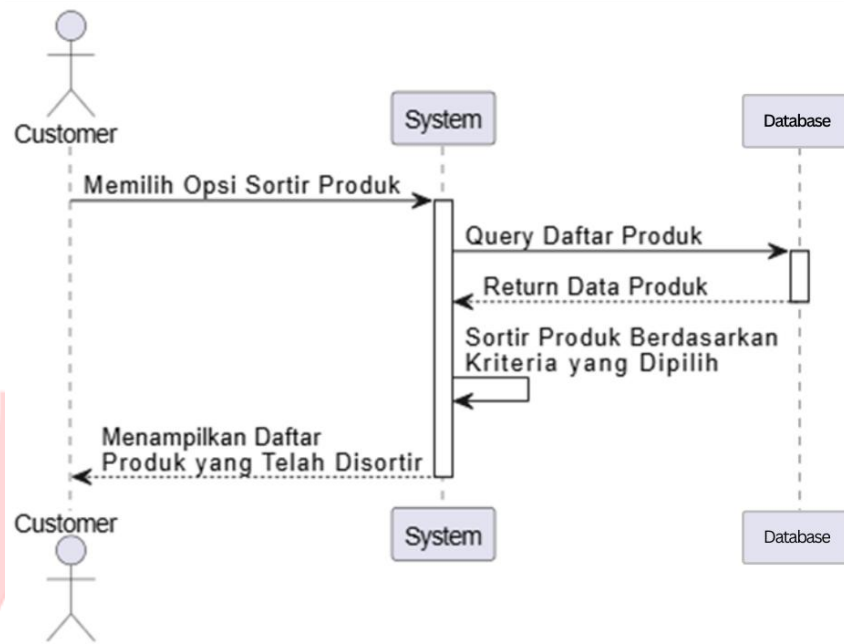 Customer
System
Database
Memilih Opsi Sortir Produk
Query Daftar Produk
Return Data Produk
Sortir Produk Berdasarkan
Kriteria yang Dipilih
Menampilkan Daftar
Produk yang Telah Disortir
Customer
System
Database